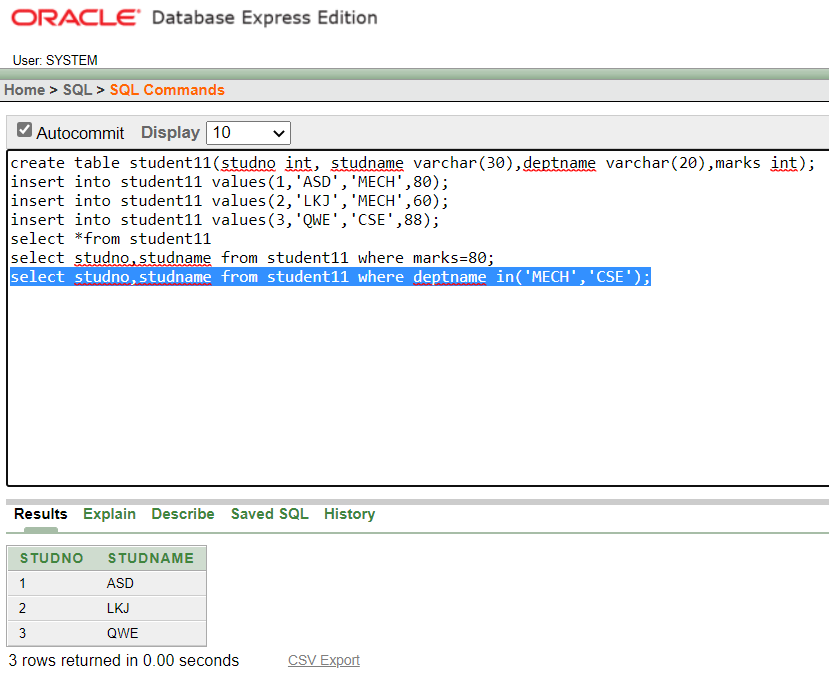 ORACLE® Database Express Edition
User: SYSTEM
Home > SQL > SQL Commands
Autocommit Display 10
create table student11(studno int, studname varchar(30),deptname varchar(20),marks int);
insert into student11 values(1,'ASD','MECH',80);
insert into student11 values(2,'LKJ','MECH',60);
insert into student11 values(3,'QWE','CSE',88);
select *from student11
select studno,studname from student11 where marks=80;
select studno,studname from student11 where deptname in('MECH','CSE');
Results Explain Describe Saved SQL History
STUDNO STUDNAME
1 ASD
2 LKJ
3 QWE
3 rows returned in 0.00 seconds CSV Export